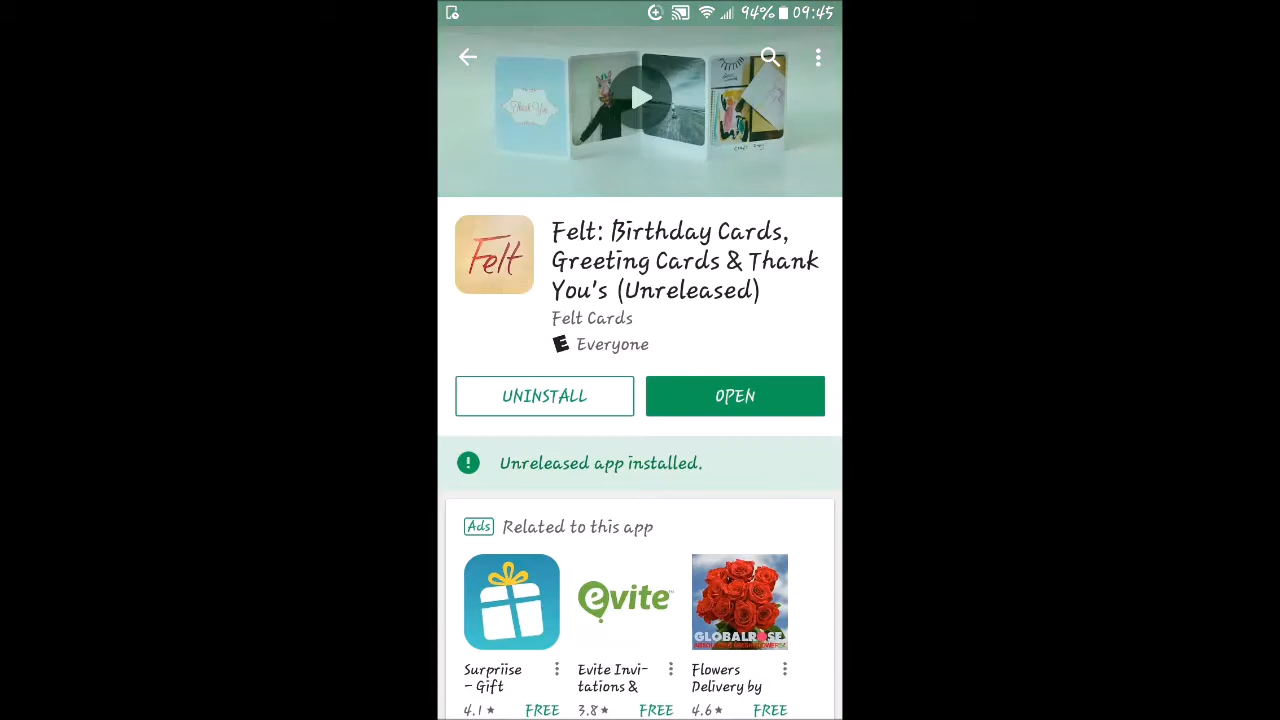 94% 09:45
Thank You
Felt
Felt: Birthday Cards,
Greeting Cards & Thank
You's (Unreleased)
Felt Cards
E Everyone
UNINSTALL OPEN
! Unreleased app installed.
Ads Related to this app
evite
GLOBALROSE
Surpriise
- Gift
4.1 ★ FREE
Evite Invi-
tations &
3.8 ★ FREE
Flowers
Delivery by
4.6 ★ FREE